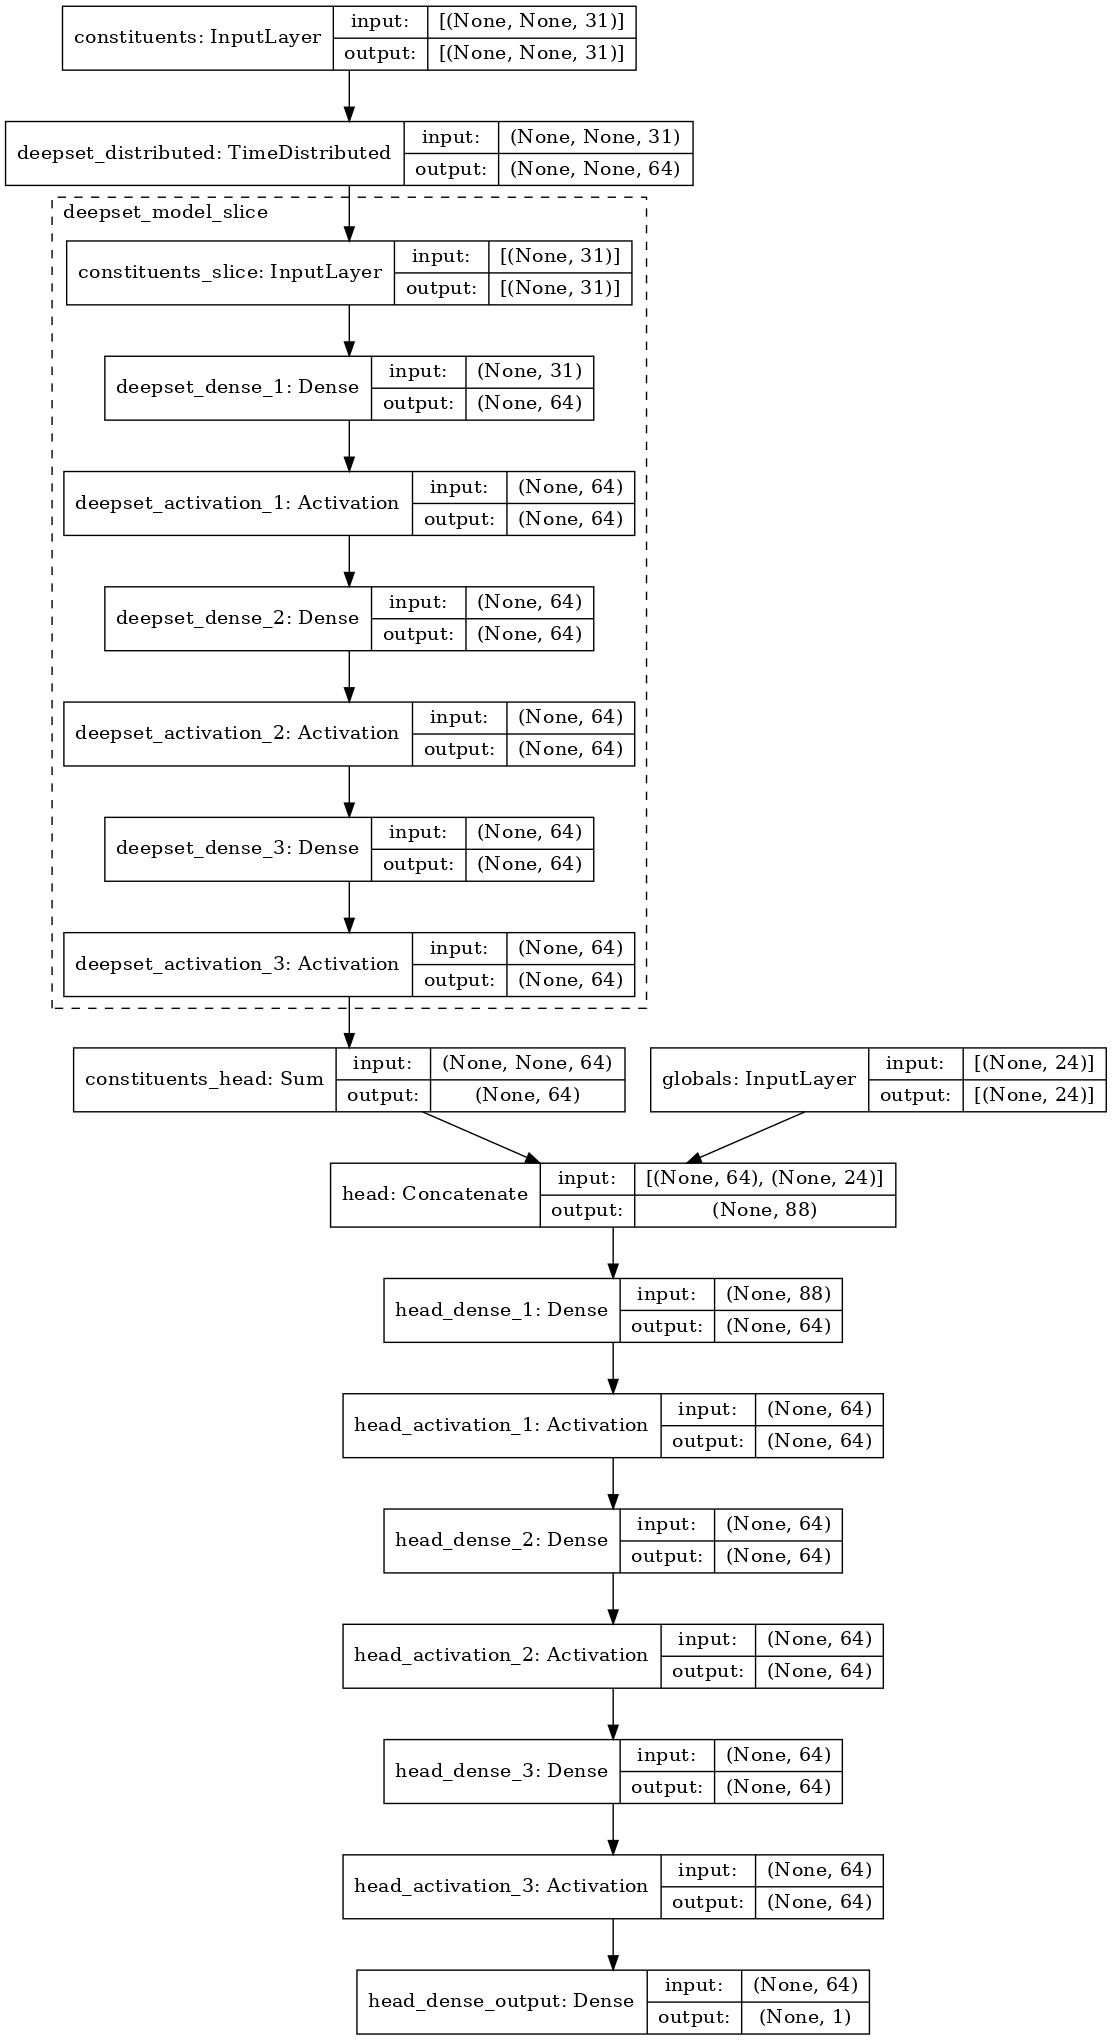 constituents: InputLayer
input: [(None, None, 31)]
output: [(None, None, 31)]
deepset_distributed: TimeDistributed
input: (None, None, 31)
output: (None, None, 64)
deepset_model_slice
constituents_slice: InputLayer
input: [(None, 31)]
output: [(None, 31)]
deepset_dense_1: Dense
input: (None, 31)
output: (None, 64)
deepset_activation_1: Activation
input: (None, 64)
output: (None, 64)
deepset_dense_2: Dense
input: (None, 64)
output: (None, 64)
deepset_activation_2: Activation
input: (None, 64)
output: (None, 64)
deepset_dense_3: Dense
input: (None, 64)
output: (None, 64)
deepset_activation_3: Activation
input: (None, 64)
output: (None, 64)
constituents_head: Sum
input: (None, None, 64)
output: (None, 64)
globals: InputLayer
input: [(None, 24)]
output: [(None, 24)]
head: Concatenate
input: [(None, 64), (None, 24)]
output: (None, 88)
head_dense_1: Dense
input: (None, 88)
output: (None, 64)
head_activation_1: Activation
input: (None, 64)
output: (None, 64)
head_dense_2: Dense
input: (None, 64)
output: (None, 64)
head_activation_2: Activation
input: (None, 64)
output: (None, 64)
head_dense_3: Dense
input: (None, 64)
output: (None, 64)
head_activation_3: Activation
input: (None, 64)
output: (None, 64)
head_dense_output: Dense
input: (None, 64)
output: (None, 1)